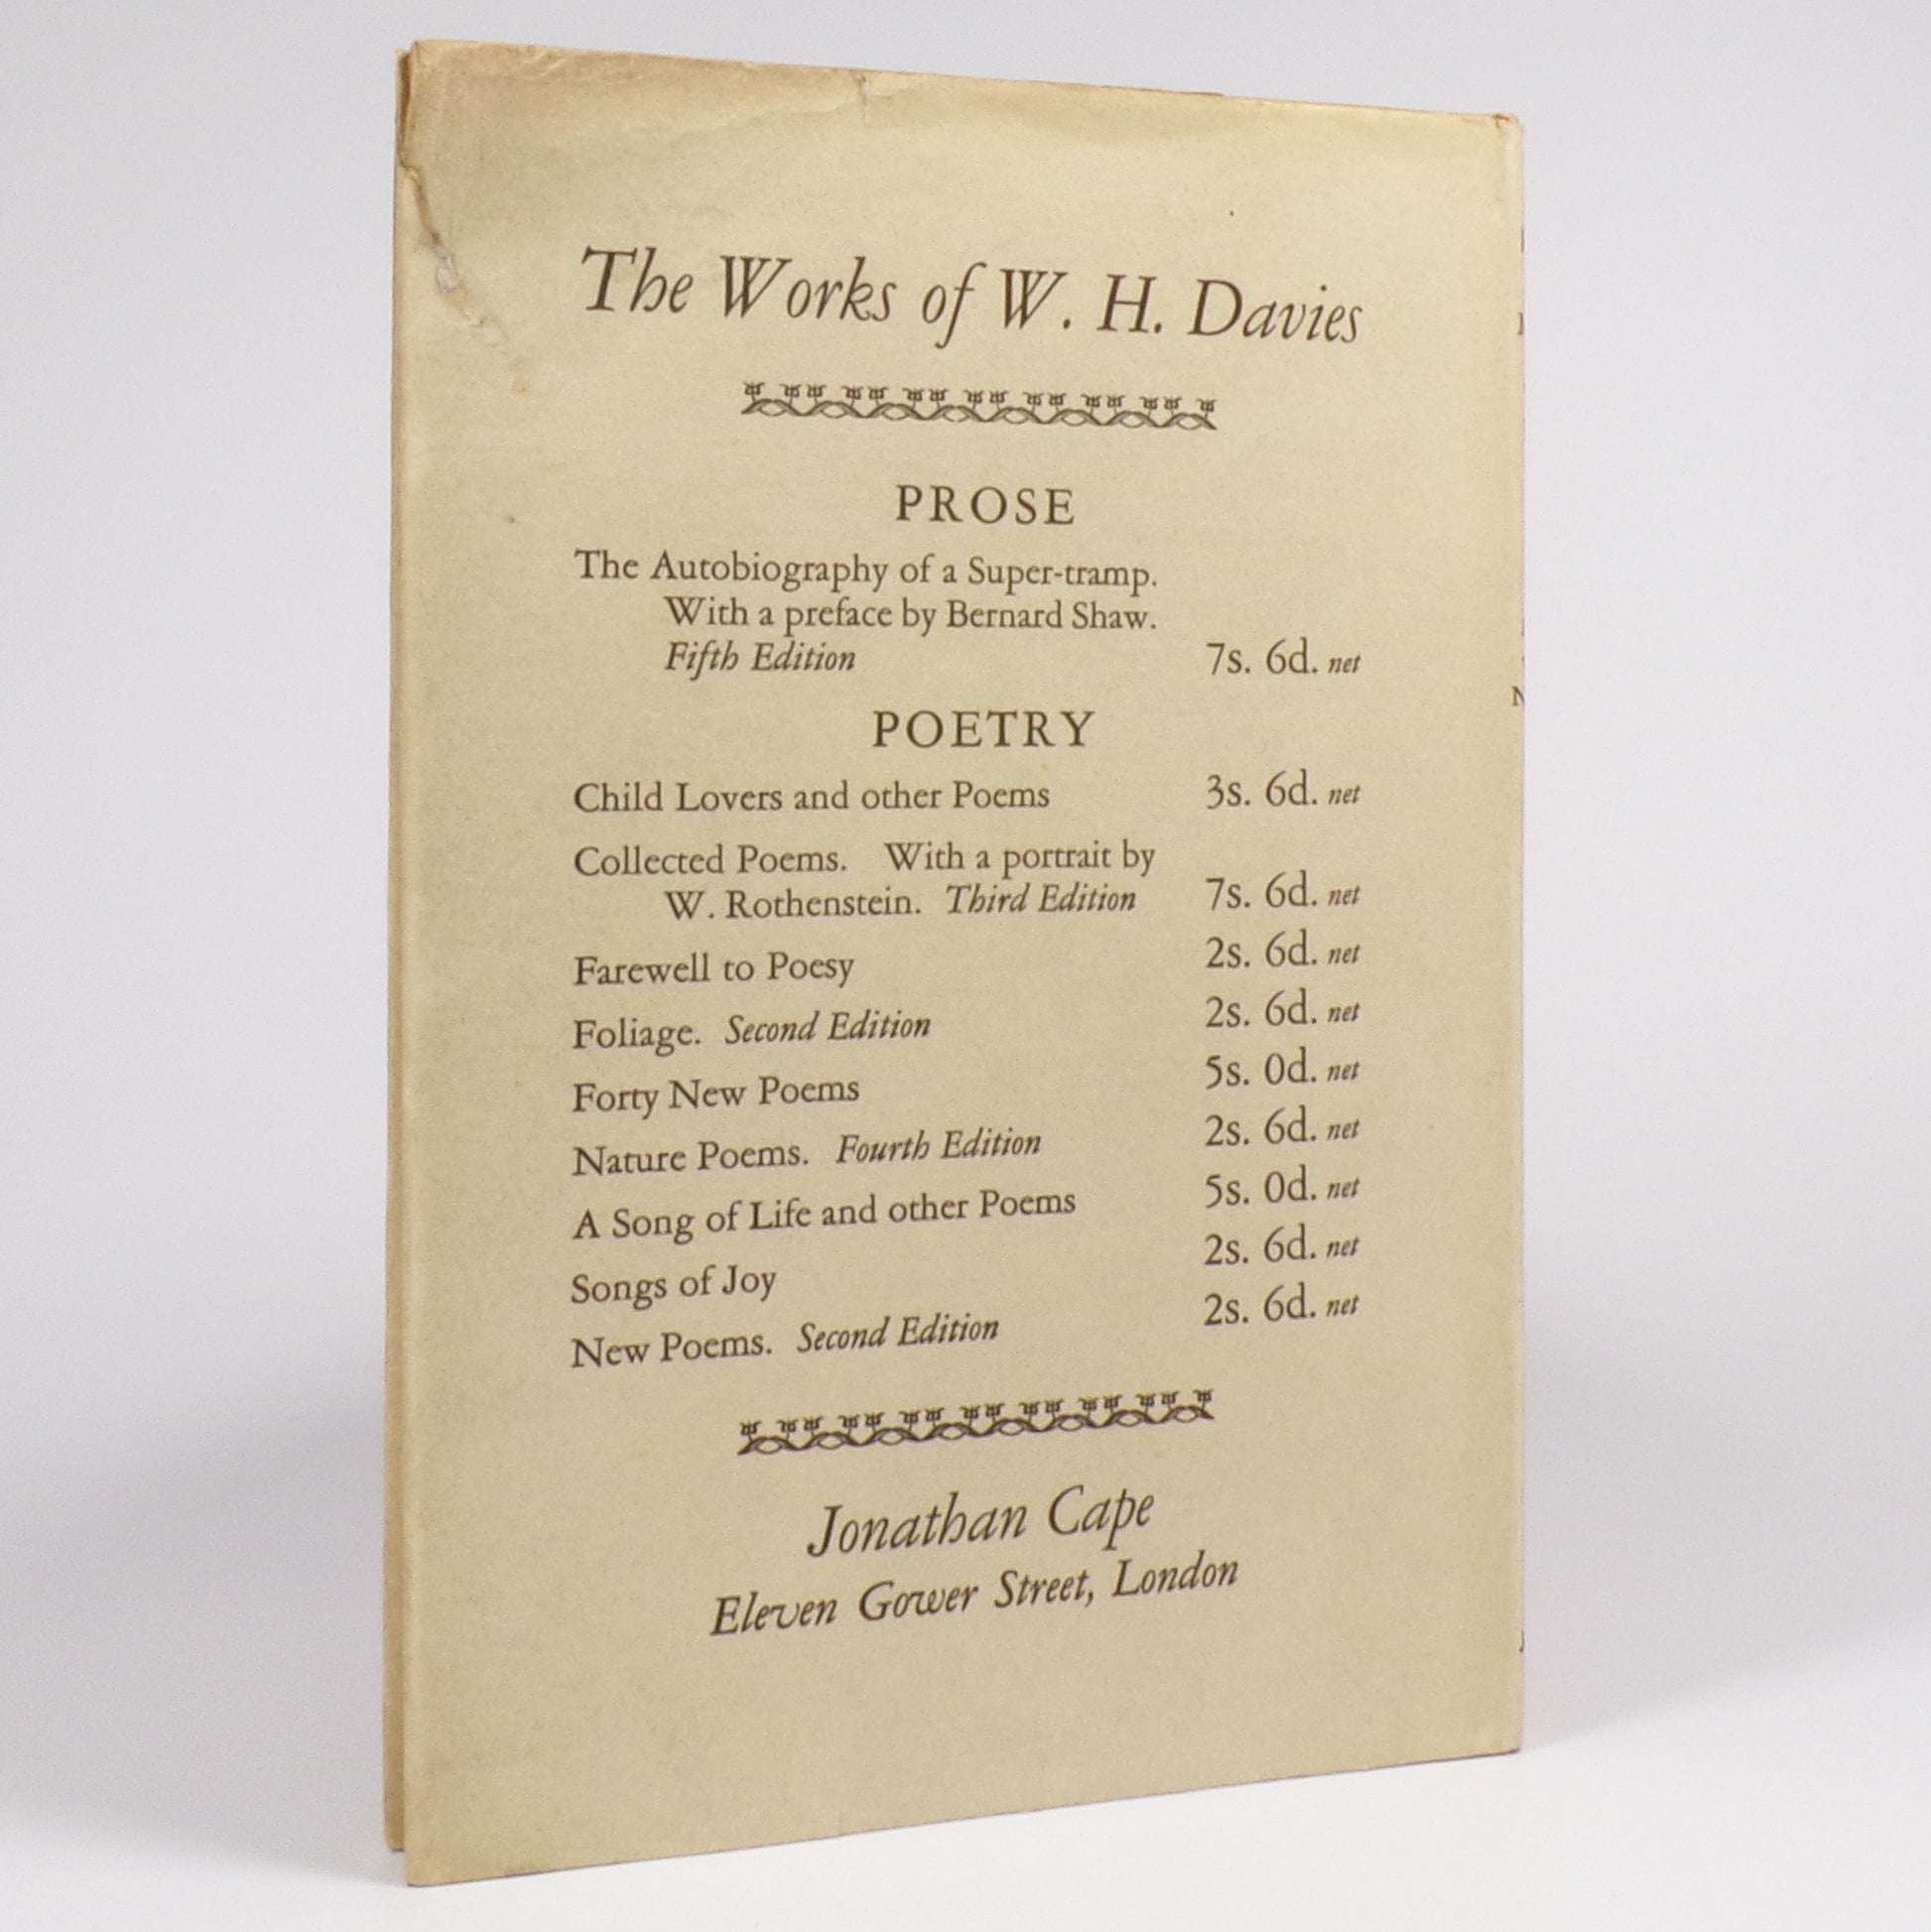 The Works of W. H. Davies
PROSE
The Autobiography of a Super-tramp.
With a preface by Bernard Shaw.
Fifth Edition 7s. 6d. net
POETRY
Child Lovers and other Poems 3s. 6d. net
Collected Poems. With a portrait by
W. Rothenstein. Third Edition 7s. 6d. net
Farewell to Poesy 2s. 6d. net
Foliage. Second Edition 2s. 6d. net
Forty New Poems 5s. 0d. net
Nature Poems. Fourth Edition 2s. 6d. net
A Song of Life and other Poems 5s. 0d. net
Songs of Joy 2s. 6d. net
New Poems. Second Edition 2s. 6d. net
Jonathan Cape
Eleven Gower Street, London